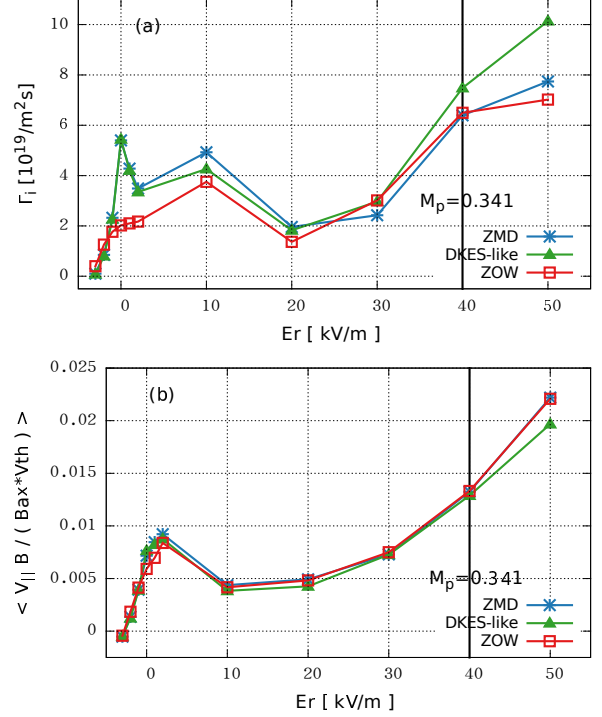 (a)
10
8
6
4
2
0
Γi [10^19/m^2s]
Mp=0.341
ZMD
DKES-like
ZOW
0 10 20 30 40 50
Er [ kV/m ]
(b)
0.025
0.02
0.015
0.01
0.005
0
< V|| B / ( Bax*Vth ) >
Mp=0.341
ZMD
DKES-like
ZOW
0 10 20 30 40 50
Er [ kV/m ]